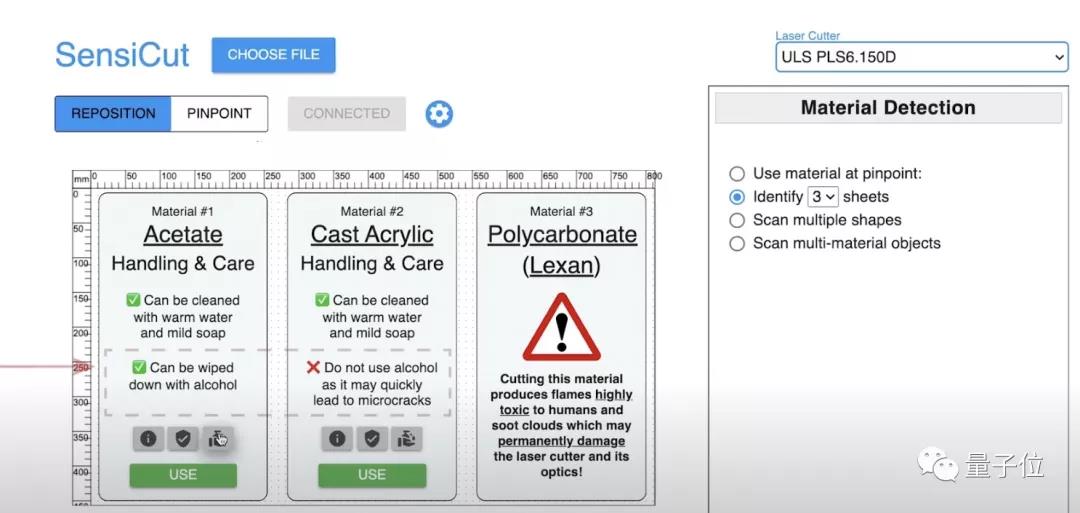 SensiCut
CHOOSE FILE
Laser Cutter
ULS PLS6.150D
REPOSITION
PINPOINT
CONNECTED
Material Detection
Use material at pinpoint:
Identify 3 sheets
Scan multiple shapes
Scan multi-material objects
mm 0 50 100 150 200 250 300 350 400 450 500 550 600 650 700 750 800
0
50
100
150
200
250
300
350
400
450
Material #1
Acetate
Handling & Care
✅ Can be cleaned
with warm water
and mild soap
✅ Can be wiped
down with alcohol
USE
Material #2
Cast Acrylic
Handling & Care
✅ Can be cleaned
with warm water
and mild soap
❌ Do not use alcohol
as it may quickly
lead to microcracks
USE
Material #3
Polycarbonate
(Lexan)
Cutting this material
produces flames highly
toxic to humans and
soot clouds which may
permanently damage
the laser cutter and its
optics!
量子位